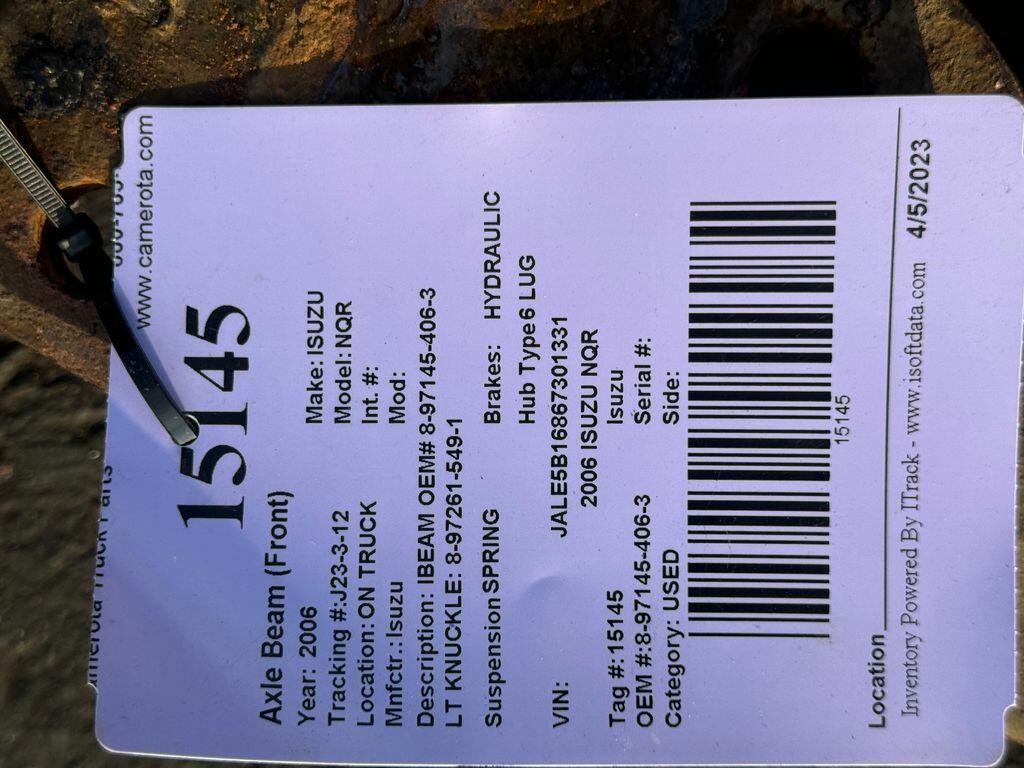 Truck Parts
www.camerota.com
15145
Axle Beam (Front)
Year: 2006 Make: ISUZU
Tracking #:J23-3-12 Model: NQR
Location: ON TRUCK Int. #:
Mnfctr.: Isuzu Mod:
Description: IBEAM OEM# 8-97145-406-3
LT KNUCKLE: 8-97261-549-1
Suspension SPRING Brakes: HYDRAULIC
Hub Type 6 LUG
VIN: JALE5B16867301331
2006 ISUZU NQR
Tag #: 15145 Isuzu
OEM #:8-97145-406-3 Serial #:
Category: USED Side:
15145
Location
Inventory Powered By ITrack - www.isoftdata.com 4/5/2023